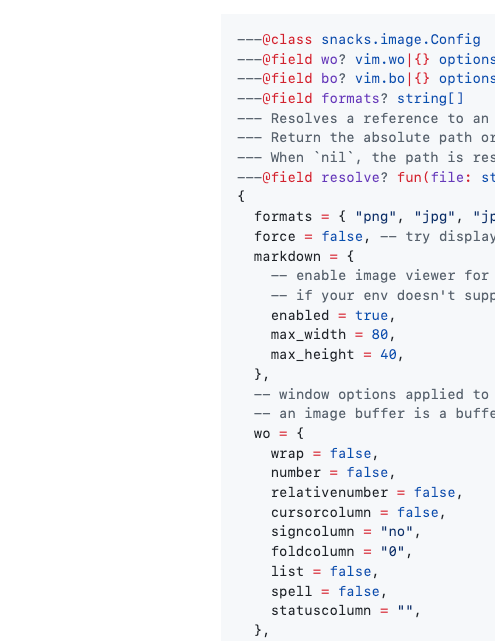 ---@class snacks.image.Config
---@field wo? vim.wo|{} options
---@field bo? vim.bo|{} options
---@field formats? string[]
--- Resolves a reference to an
--- Return the absolute path or
--- When `nil`, the path is res
---@field resolve? fun(file: st
{
  formats = { "png", "jpg", "jp
  force = false, -- try display
  markdown = {
    -- enable image viewer for
    -- if your env doesn't supp
    enabled = true,
    max_width = 80,
    max_height = 40,
  },
  -- window options applied to
  -- an image buffer is a buffe
  wo = {
    wrap = false,
    number = false,
    relativenumber = false,
    cursorcolumn = false,
    signcolumn = "no",
    foldcolumn = "0",
    list = false,
    spell = false,
    statuscolumn = "",
  },